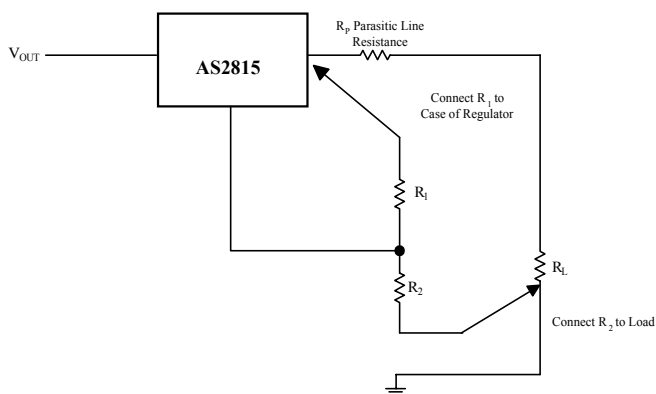 R_P Parasitic Line
Resistance
V_OUT
AS2815
Connect R_1 to
Case of Regulator
R_1
R_2
R_L
Connect R_2 to Load